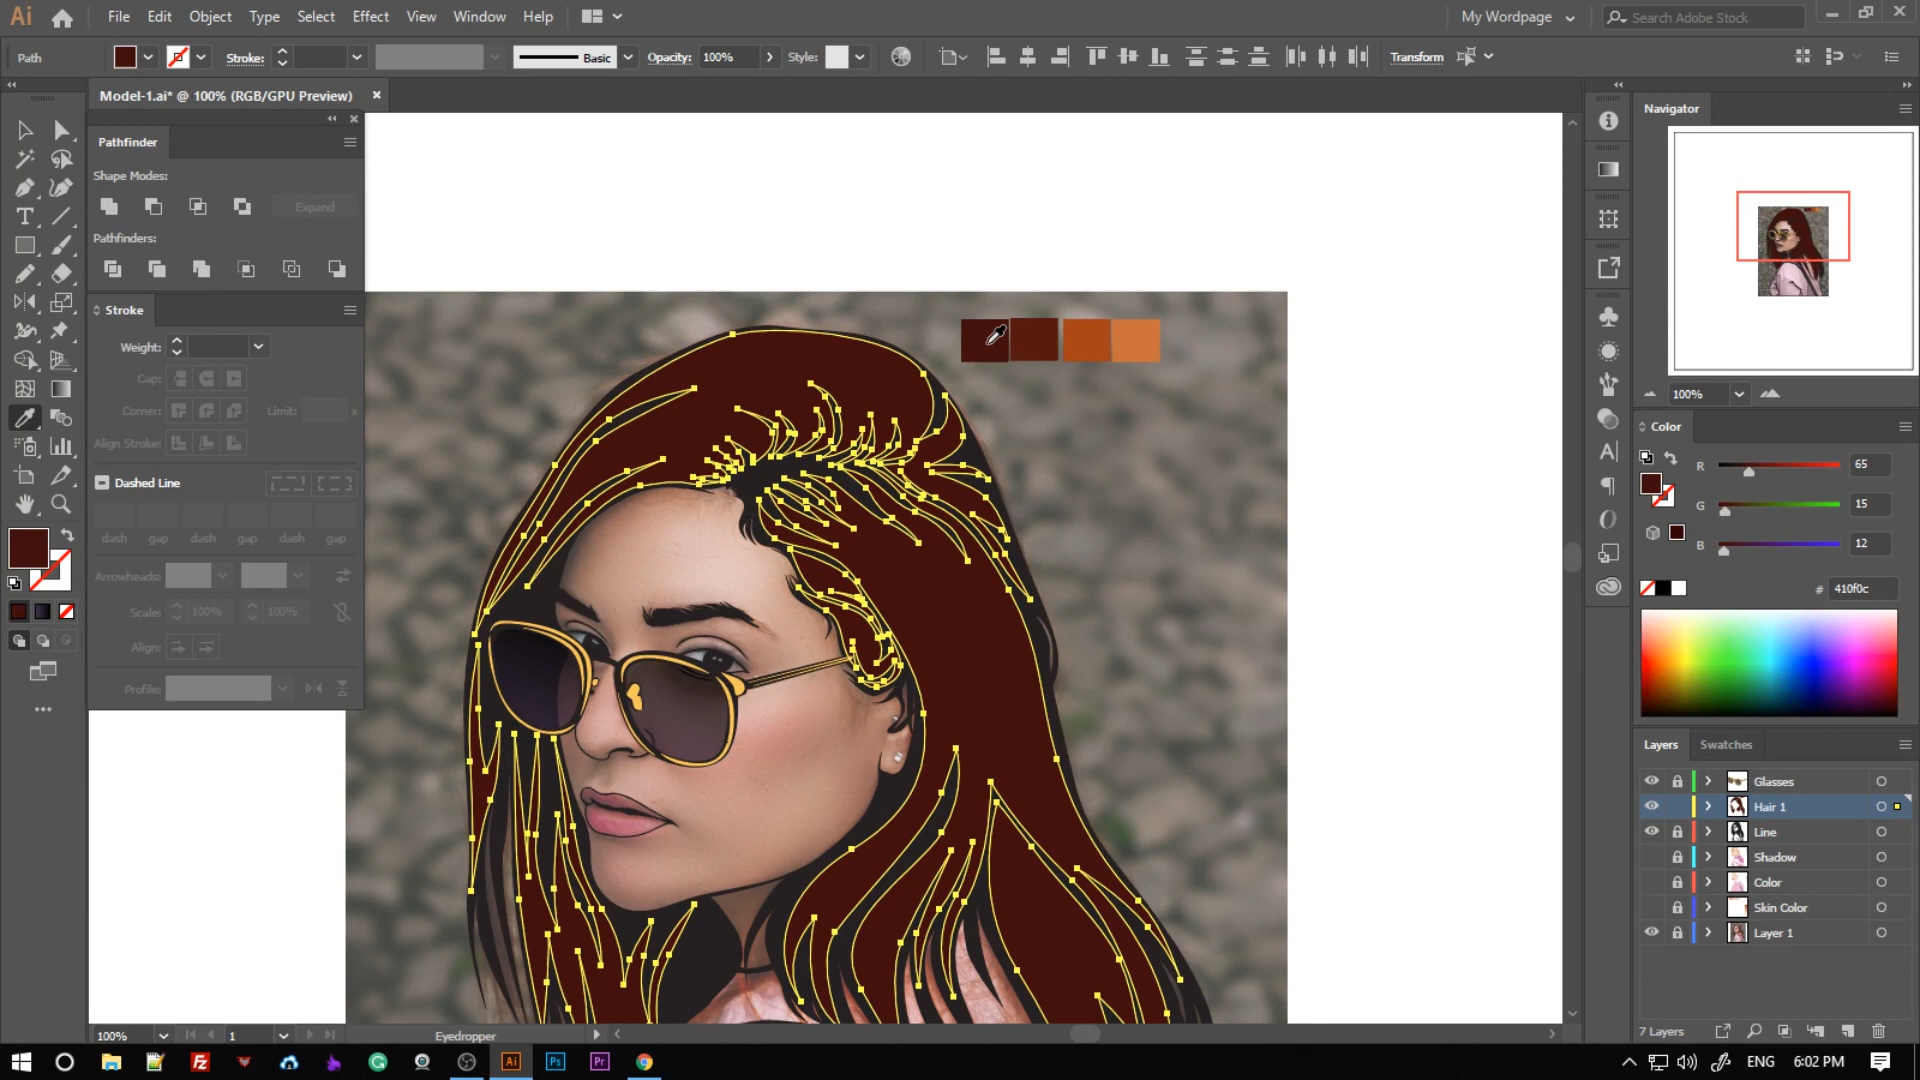 Ai File Edit Object Type Select Effect View Window Help My Wordpage Search Adobe Stock
Path Stroke: Basic Opacity: 100% Style: Transform
Model-1.ai* @ 100% (RGB/GPU Preview)
Pathfinder
Shape Modes:
Expand
Pathfinders:
Stroke
Weight:
Cap:
Corner: Limit: x
Align Stroke:
Dashed Line
dash gap dash gap dash gap
Arrowheads:
Scale: 100% 100%
Align:
Profile:
100% 1 Eyedropper
Navigator
100%
Color
R 65
G 15
B 12
# 410f0c
Layers Swatches
Glasses
Hair 1
Line
Shadow
Color
Skin Color
Layer 1
7 Layers
Fz Ai Ps Pr ENG 6:02 PM